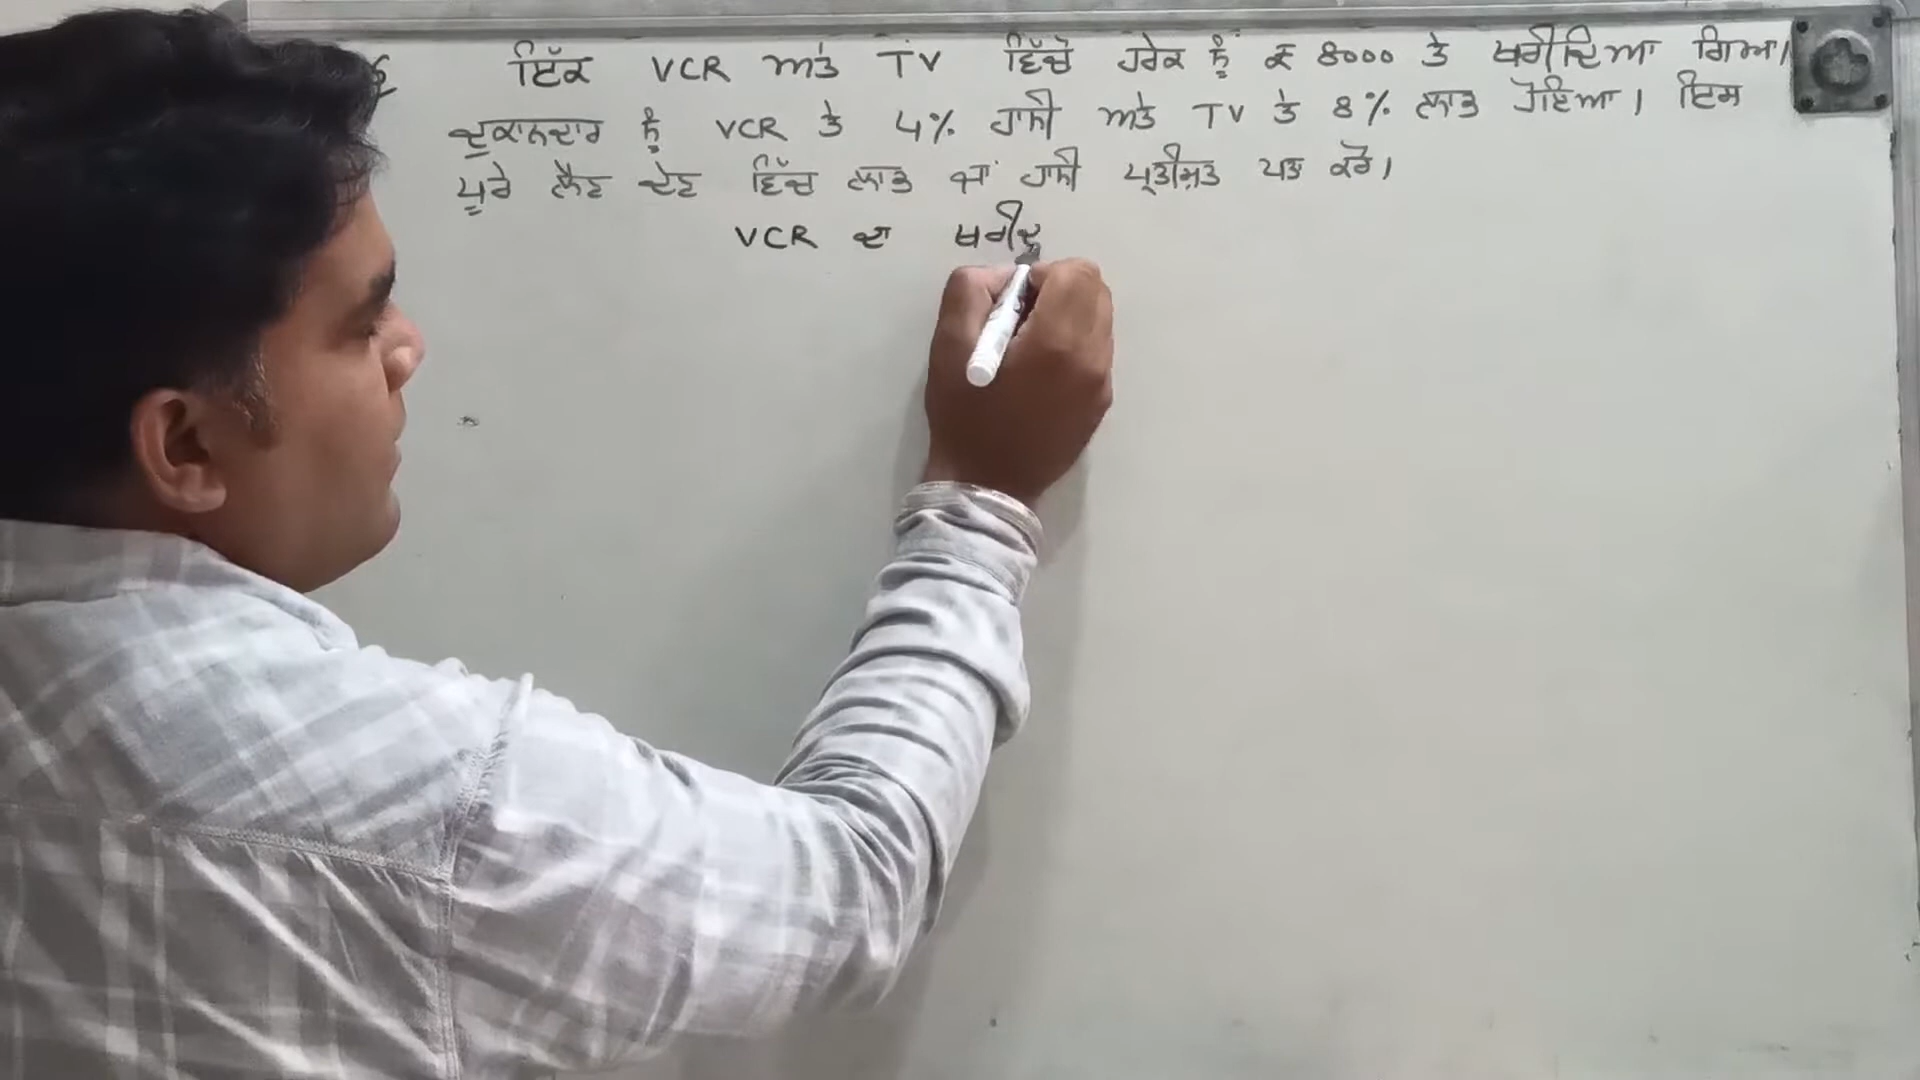 ਇੱਕ VCR ਅਤੇ TV ਵਿੱਚੋਂ ਹਰੇਕ ਨੂੰ ₹ 8000 ਤੇ ਖਰੀਦਿਆ ਗਿਆ।
ਦੁਕਾਨਦਾਰ ਨੂੰ VCR ਤੇ 4% ਹਾਨੀ ਅਤੇ TV ਤੇ 8% ਲਾਭ ਹੋਇਆ। ਇਸ
ਪੂਰੇ ਲੈਣ ਦੇਣ ਵਿੱਚ ਲਾਭ ਜਾਂ ਹਾਨੀ ਪ੍ਰਤੀਸ਼ਤ ਪਤਾ ਕਰੋ।
VCR ਦਾ ਖਰੀਦ